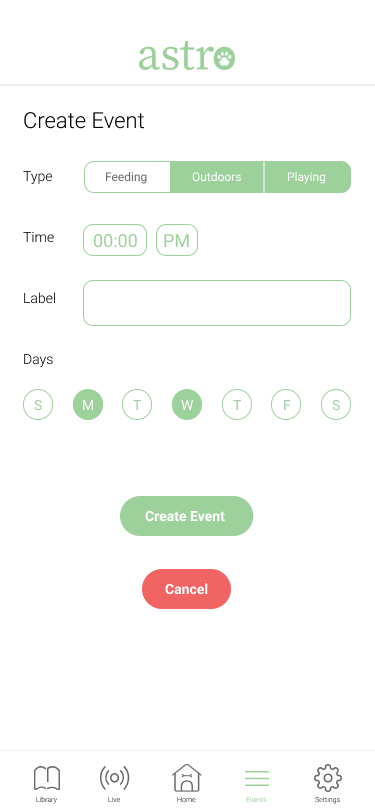 astro
Create Event
Type Feeding Outdoors Playing
Time 00:00 PM
Label
Days
S M T W T F S
Create Event
Cancel
Library Live Home Events Settings